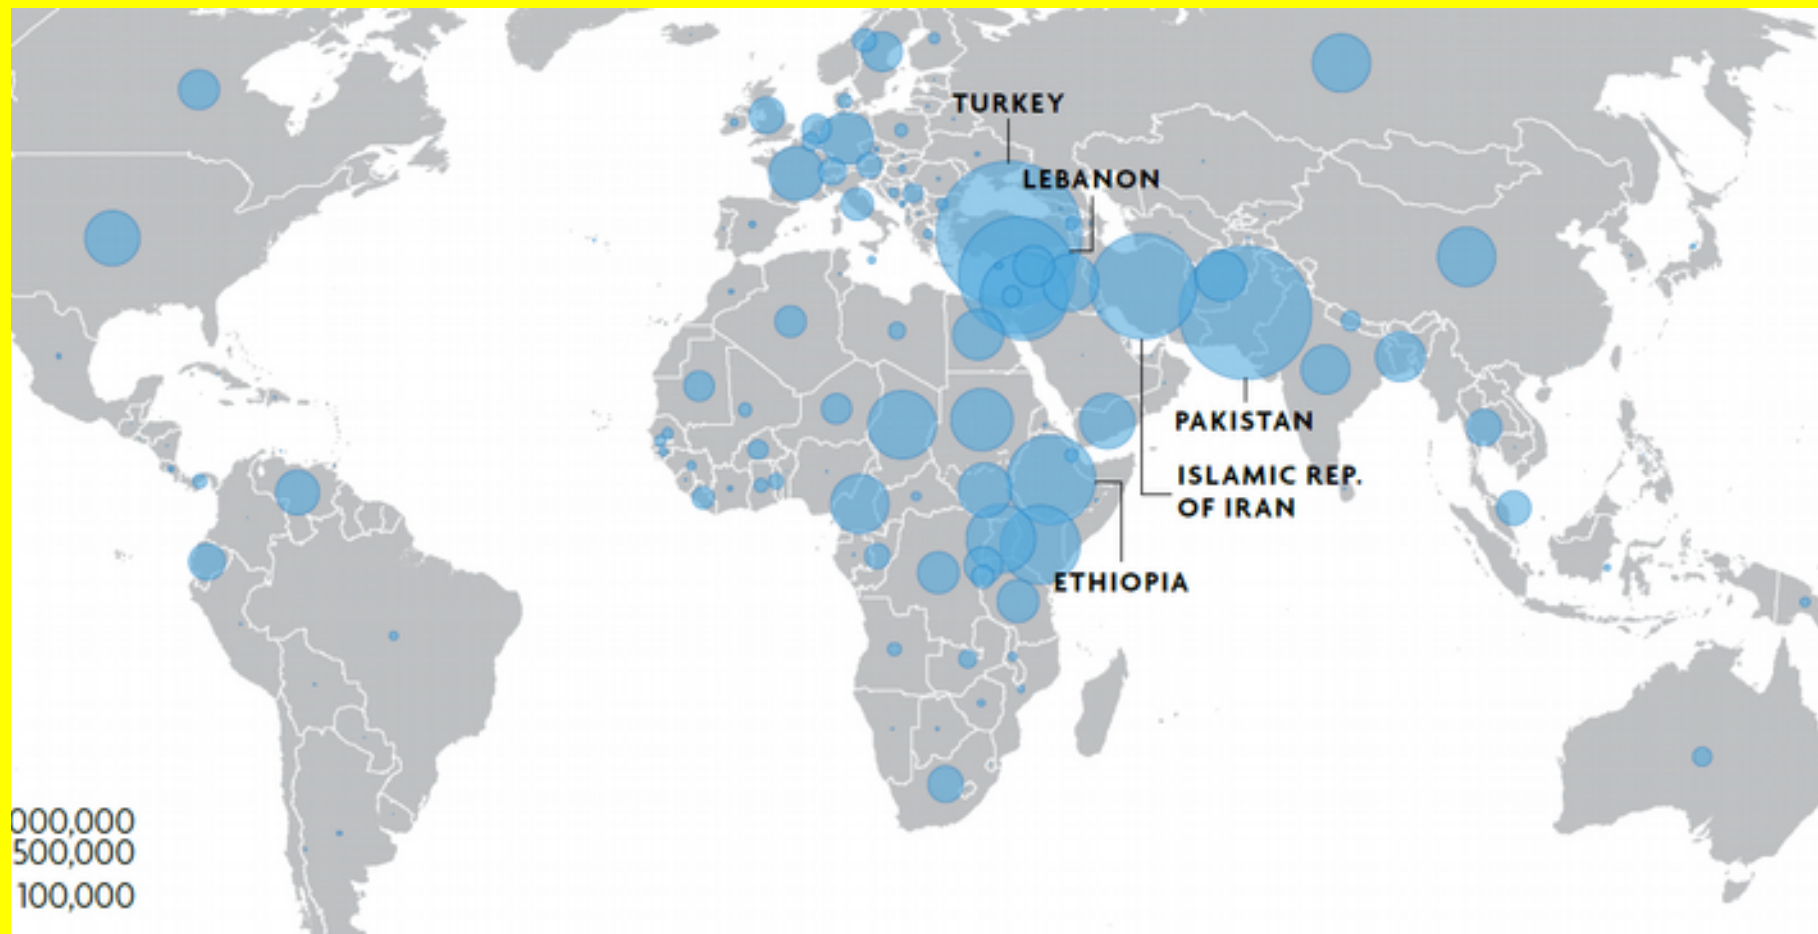 TURKEY
LEBANON
PAKISTAN
ISLAMIC REP.
OF IRAN
ETHIOPIA
000,000
500,000
100,000